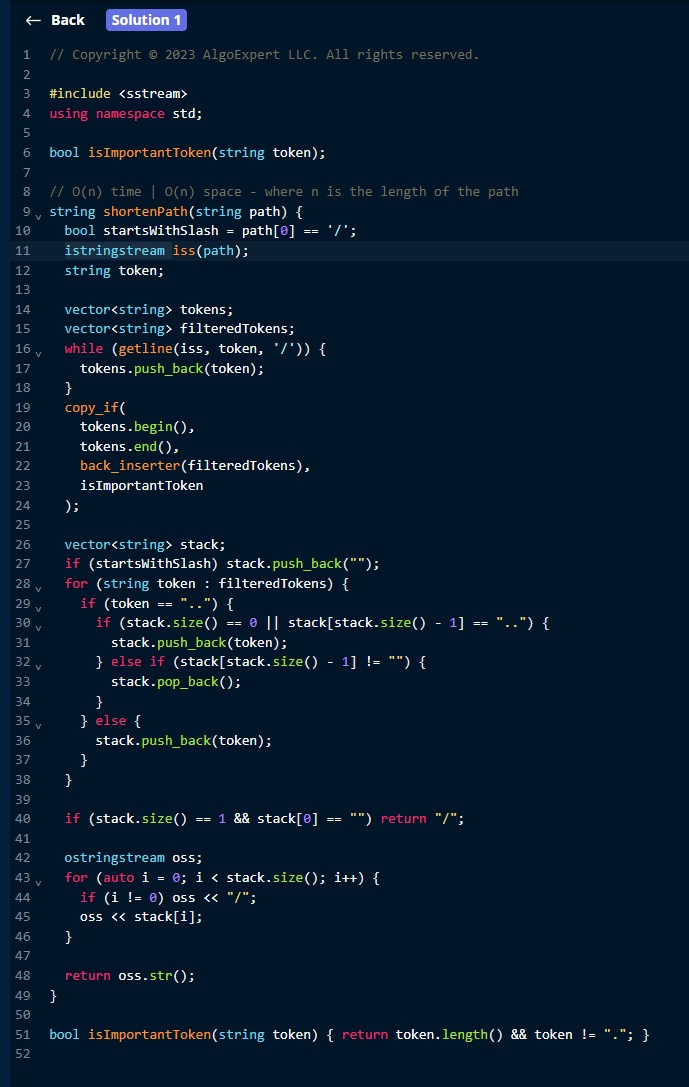 ← Back Solution 1
1 // Copyright © 2023 AlgoExpert LLC. All rights reserved.
2
3 #include <sstream>
4 using namespace std;
5
6 bool isImportantToken(string token);
7
8 // O(n) time | O(n) space - where n is the length of the path
9 string shortenPath(string path) {
10   bool startsWithSlash = path[0] == '/';
11   istringstream iss(path);
12   string token;
13
14   vector<string> tokens;
15   vector<string> filteredTokens;
16   while (getline(iss, token, '/')) {
17     tokens.push_back(token);
18   }
19   copy_if(
20     tokens.begin(),
21     tokens.end(),
22     back_inserter(filteredTokens),
23     isImportantToken
24   );
25
26   vector<string> stack;
27   if (startsWithSlash) stack.push_back("");
28   for (string token : filteredTokens) {
29     if (token == "..") {
30       if (stack.size() == 0 || stack[stack.size() - 1] == "..") {
31         stack.push_back(token);
32       } else if (stack[stack.size() - 1] != "") {
33         stack.pop_back();
34       }
35     } else {
36       stack.push_back(token);
37     }
38   }
39
40   if (stack.size() == 1 && stack[0] == "") return "/";
41
42   ostringstream oss;
43   for (auto i = 0; i < stack.size(); i++) {
44     if (i != 0) oss << "/";
45     oss << stack[i];
46   }
47
48   return oss.str();
49 }
50
51 bool isImportantToken(string token) { return token.length() && token != "."; }
52